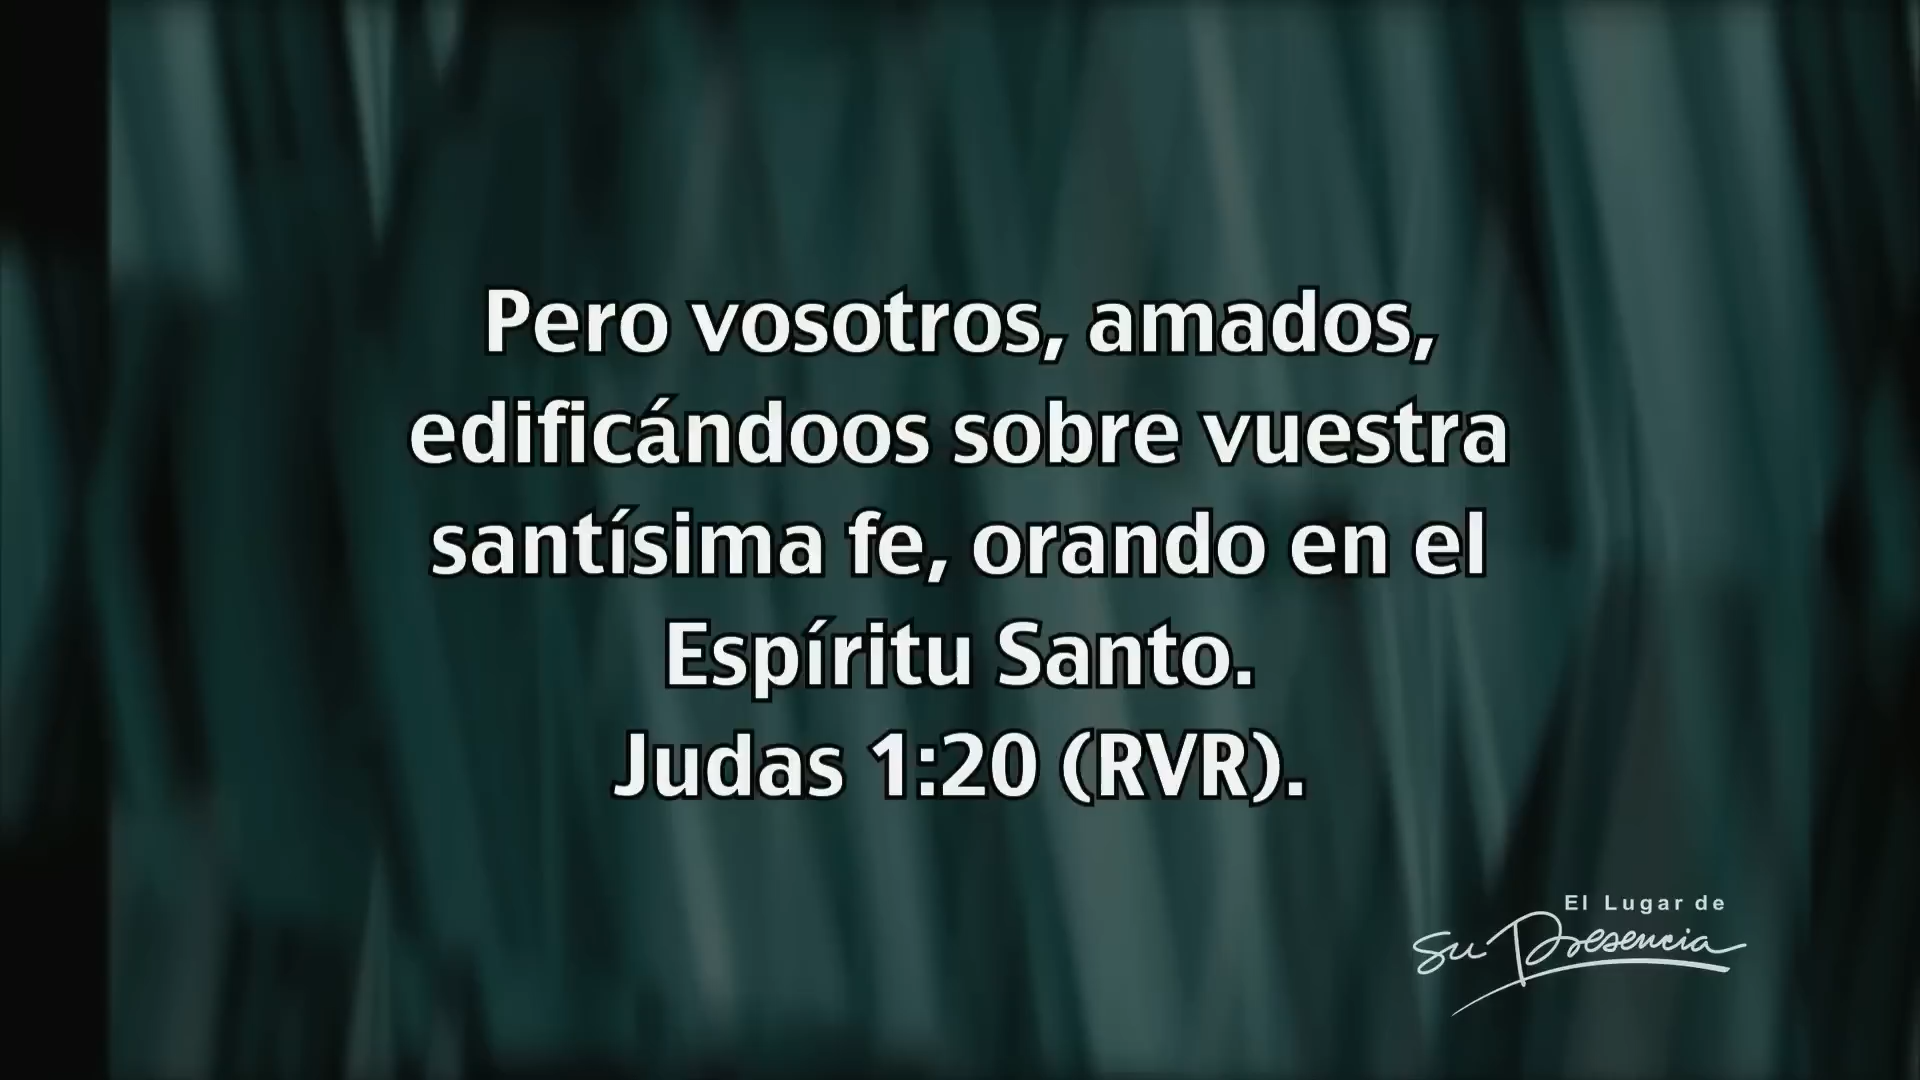 Pero vosotros, amados,
edificándoos sobre vuestra
santísima fe, orando en el
Espíritu Santo.
Judas 1:20 (RVR).
El Lugar de
Su Presencia